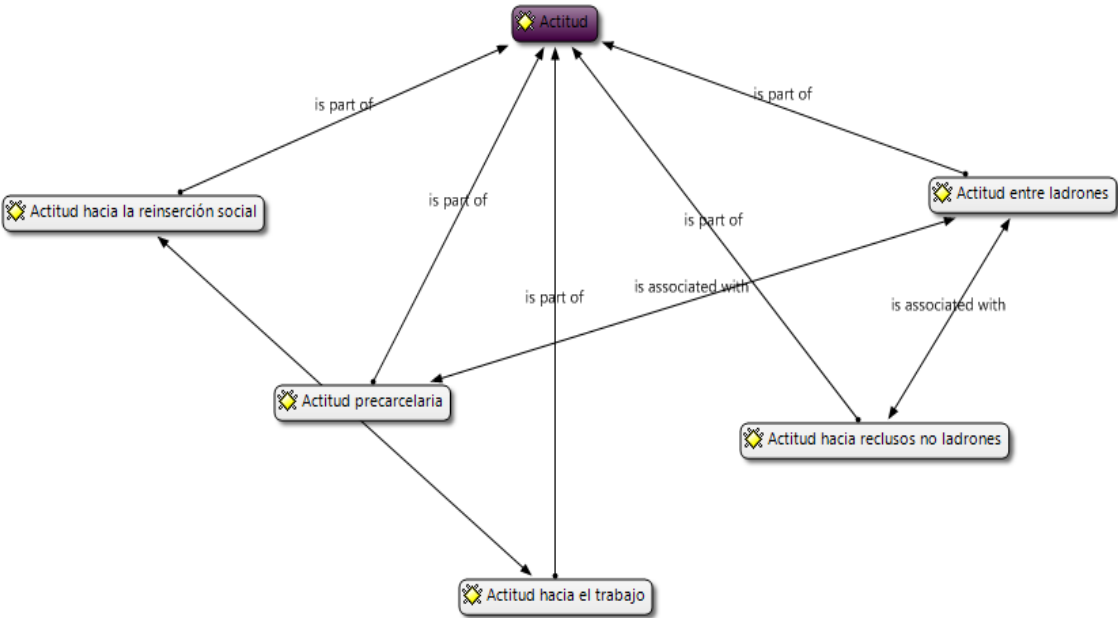 Actitud
is part of
is part of
Actitud hacia la reinserción social
Actitud entre ladrones
is part of
is part of
is associated with
is part of
is associated with
Actitud precarcelaria
Actitud hacia reclusos no ladrones
Actitud hacia el trabajo